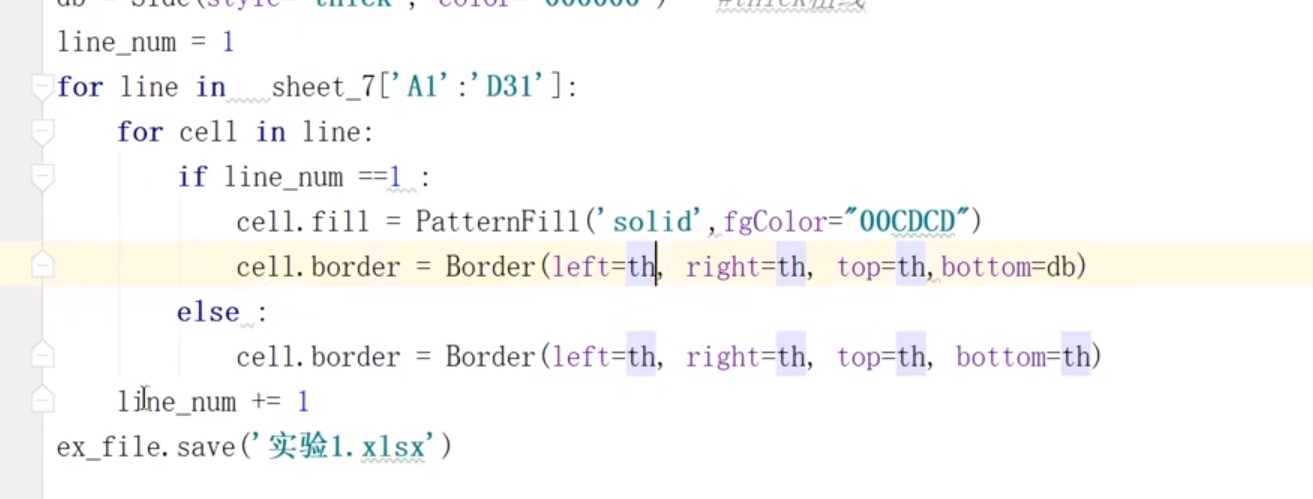 line_num = 1
for line in   sheet_7['A1':'D31']:
    for cell in line:
        if line_num ==1 :
            cell.fill = PatternFill('solid',fgColor="00CDCD")
            cell.border = Border(left=th, right=th, top=th,bottom=db)
        else :
            cell.border = Border(left=th, right=th, top=th, bottom=th)
    line_num += 1
ex_file.save('实验1.xlsx')